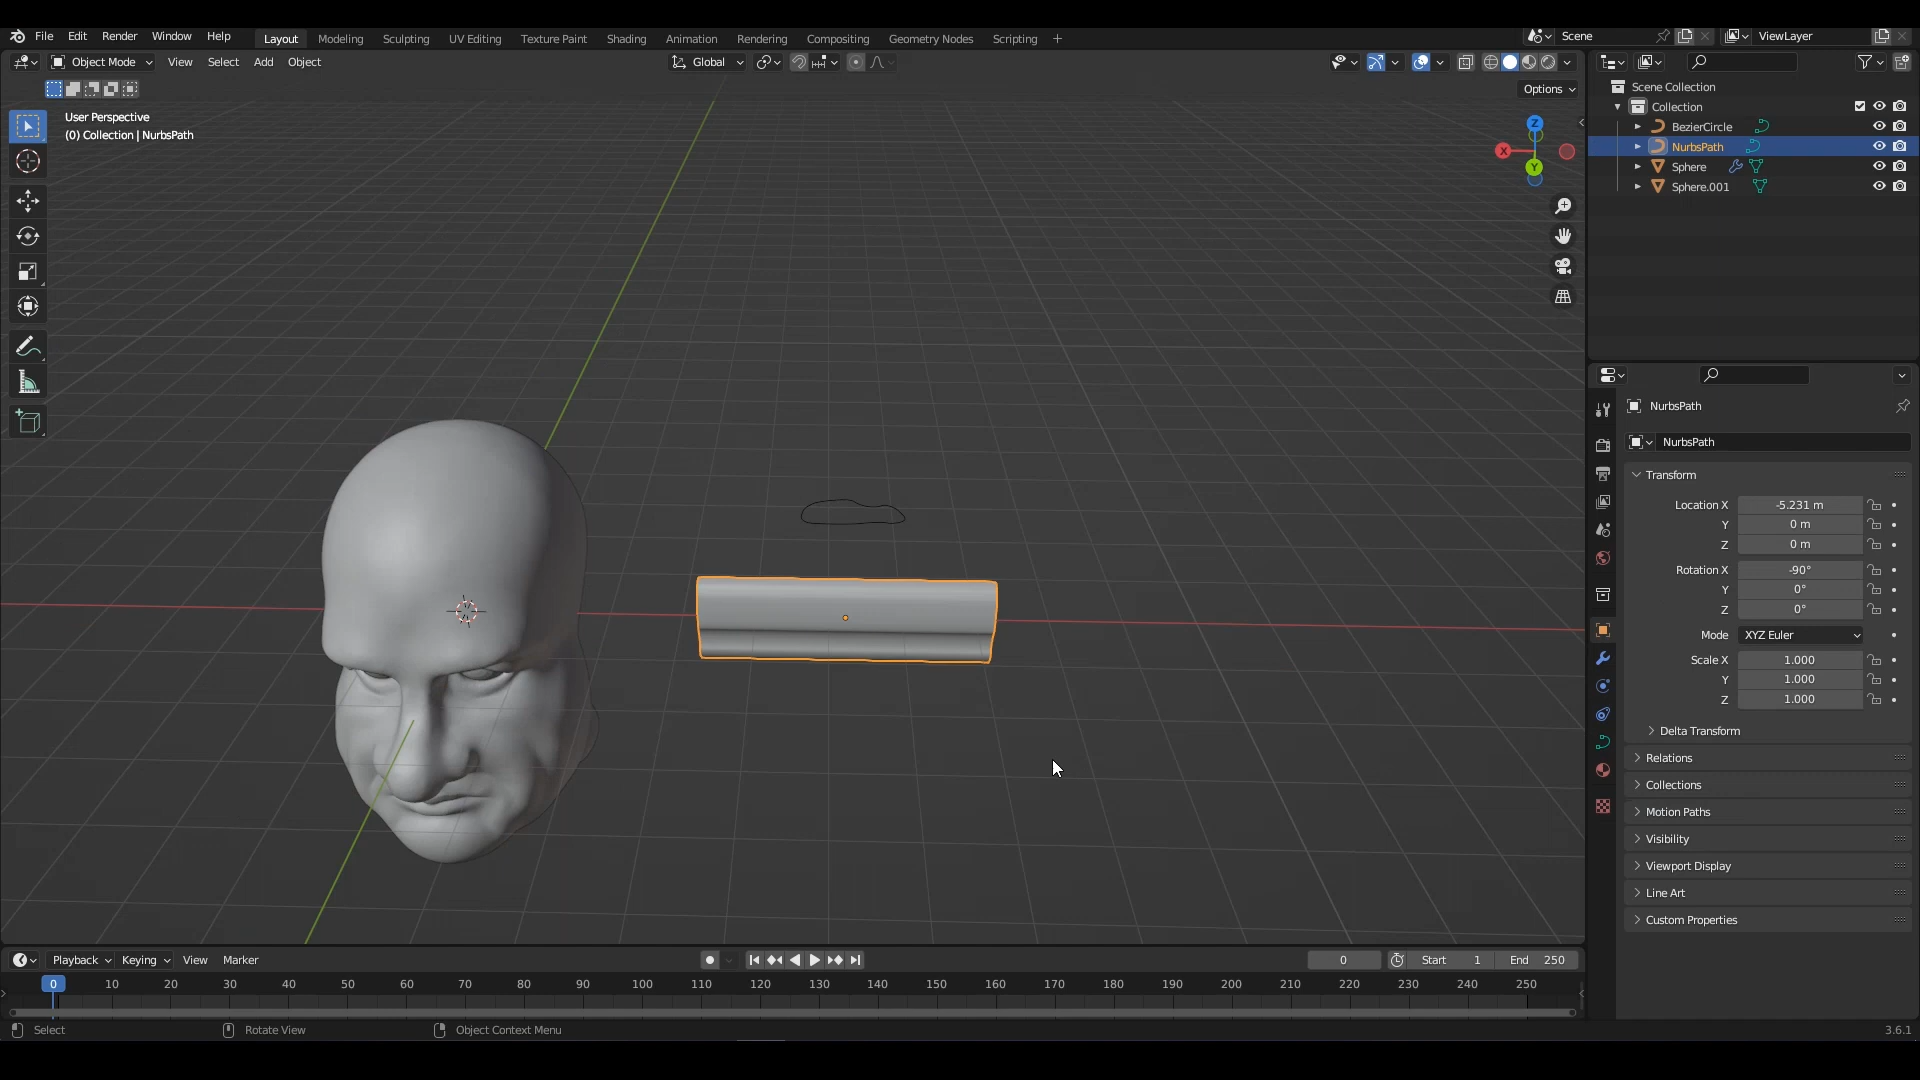 File Edit Render Window Help Layout Modeling Sculpting UV Editing Texture Paint Shading Animation Rendering Compositing Geometry Nodes Scripting + Scene ViewLayer
Object Mode View Select Add Object Global
Options
User Perspective
(0) Collection | NurbsPath
Z
X
Y
Scene Collection
Collection
BezierCircle
NurbsPath
Sphere
Sphere.001
NurbsPath
NurbsPath
Transform
Location X -5.231 m
Y 0 m
Z 0 m
Rotation X -90°
Y 0°
Z 0°
Mode XYZ Euler
Scale X 1.000
Y 1.000
Z 1.000
Delta Transform
Relations
Collections
Motion Paths
Visibility
Viewport Display
Line Art
Custom Properties
Playback Keying View Marker 0 Start 1 End 250
0 10 20 30 40 50 60 70 80 90 100 110 120 130 140 150 160 170 180 190 200 210 220 230 240 250
Select Rotate View Object Context Menu 3.6.1